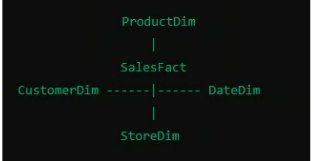 ProductDim
|
SalesFact
CustomerDim ------|------ DateDim
|
StoreDim